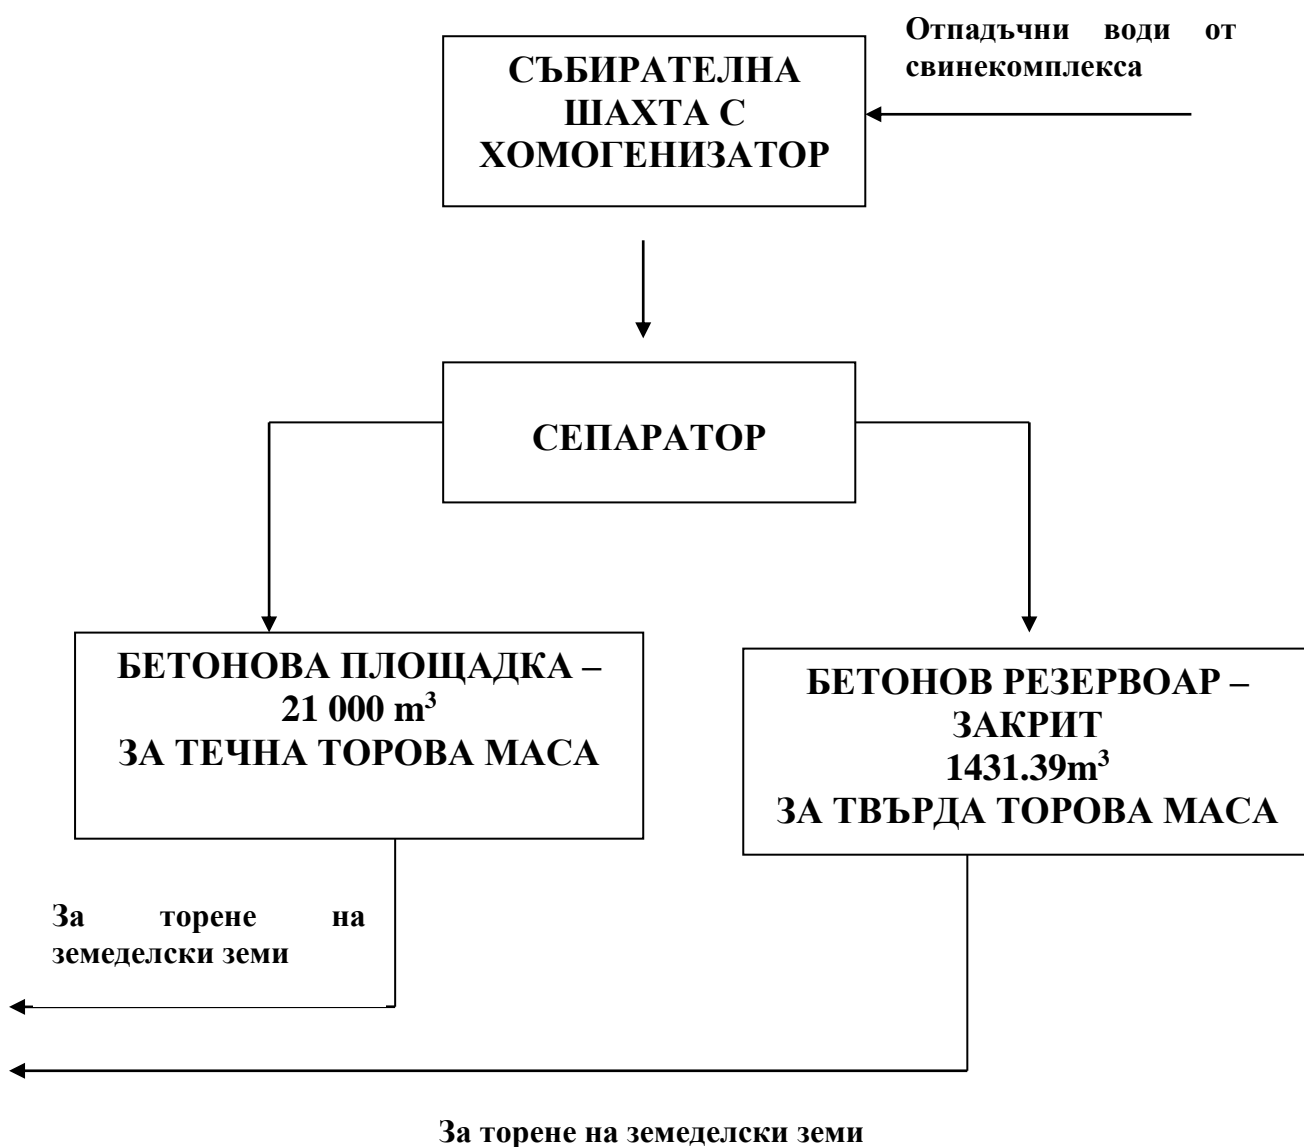 Отпадъчни води от
свинекомплекса
СЪБИРАТЕЛНА
ШАХТА С
ХОМОГЕНИЗАТОР
СЕПАРАТОР
БЕТОНОВА ПЛОЩАДКА –
21 000 m³
ЗА ТЕЧНА ТОРОВА МАСА
БЕТОНОВ РЕЗЕРВОАР –
ЗАКРИТ
1431.39m³
ЗА ТВЪРДА ТОРОВА МАСА
За торене на
земеделски земи
За торене на земеделски земи